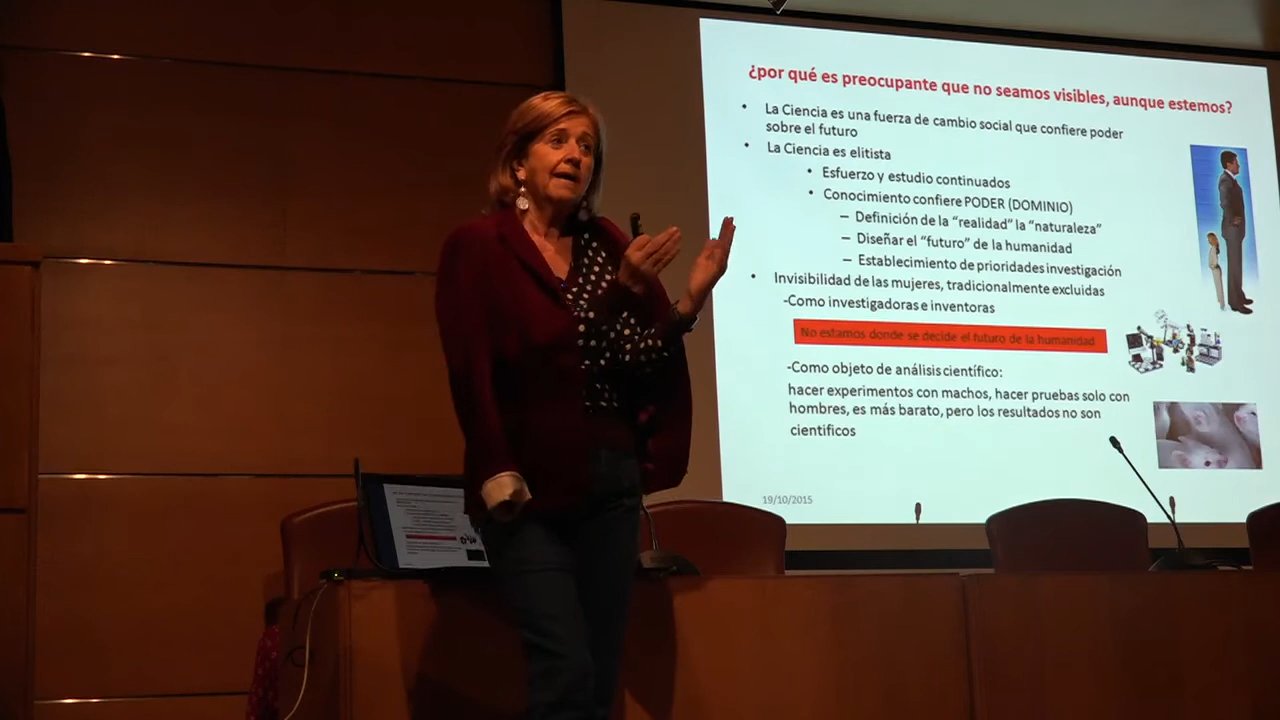 ¿por qué es preocupante que no seamos visibles, aunque estemos?
• La Ciencia es una fuerza de cambio social que confiere poder
sobre el futuro
• La Ciencia es elitista
• Esfuerzo y estudio continuados
• Conocimiento confiere PODER (DOMINIO)
– Definición de la “realidad” la “naturaleza”
– Diseñar el “futuro” de la humanidad
– Establecimiento de prioridades investigación
• Invisibilidad de las mujeres, tradicionalmente excluidas
-Como investigadoras e inventoras
No estamos donde se decide el futuro de la humanidad
-Como objeto de análisis científico:
hacer experimentos con machos, hacer pruebas solo con
hombres, es más barato, pero los resultados no son
cientificos
19/10/2015